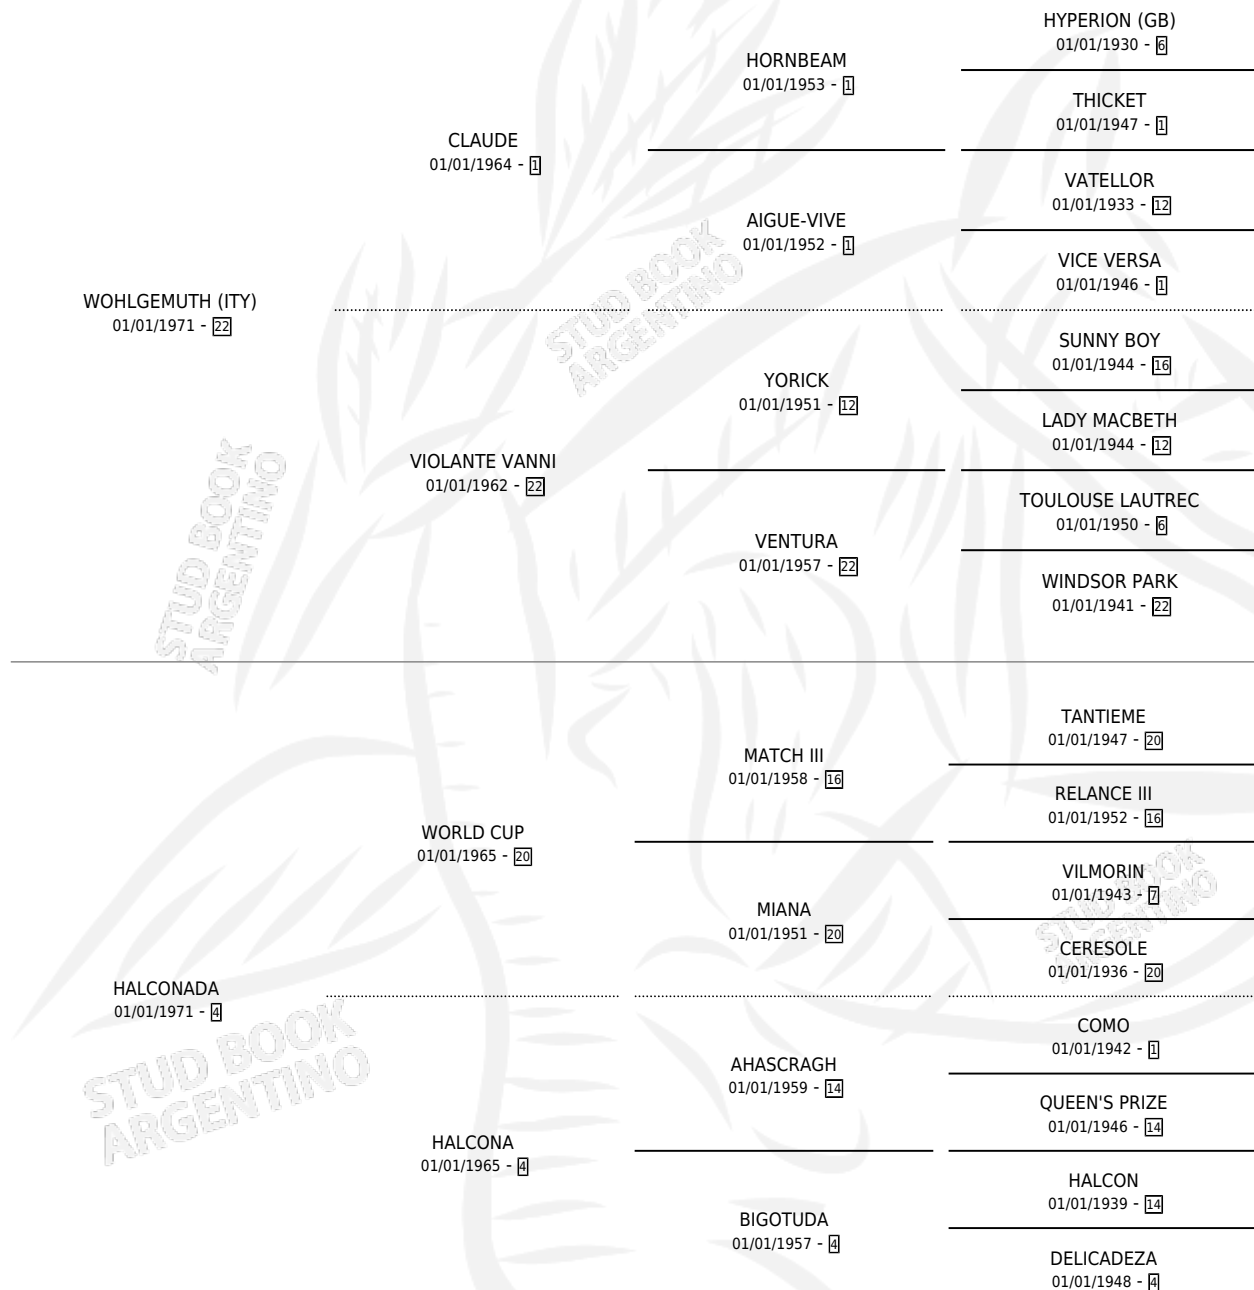 HYPERION (GB)
01/01/1930 - 6
HORNBEAM
01/01/1953 - 1
THICKET
01/01/1947 - 1
CLAUDE
01/01/1964 - 1
VATELLOR
01/01/1933 - 12
AIGUE-VIVE
01/01/1952 - 1
VICE VERSA
01/01/1946 - 1
WOHLGEMUTH (ITY)
01/01/1971 - 22
SUNNY BOY
01/01/1944 - 16
YORICK
01/01/1951 - 12
LADY MACBETH
01/01/1944 - 12
VIOLANTE VANNI
01/01/1962 - 22
TOULOUSE LAUTREC
01/01/1950 - 6
VENTURA
01/01/1957 - 22
WINDSOR PARK
01/01/1941 - 22
TANTIEME
01/01/1947 - 20
MATCH III
01/01/1958 - 16
RELANCE III
01/01/1952 - 16
WORLD CUP
01/01/1965 - 20
VILMORIN
01/01/1943 - 7
MIANA
01/01/1951 - 20
CERESOLE
01/01/1936 - 20
HALCONADA
01/01/1971 - 4
COMO
01/01/1942 - 1
AHASCRAGH
01/01/1959 - 14
QUEEN'S PRIZE
01/01/1946 - 14
HALCONA
01/01/1965 - 4
HALCON
01/01/1939 - 14
BIGOTUDA
01/01/1957 - 4
DELICADEZA
01/01/1948 - 4
STUD BOOK
ARGENTINO
STUD BOOK
ARGENTINO
STUD BOOK
ARGENTINO
STUD BOOK
ARGENTINO